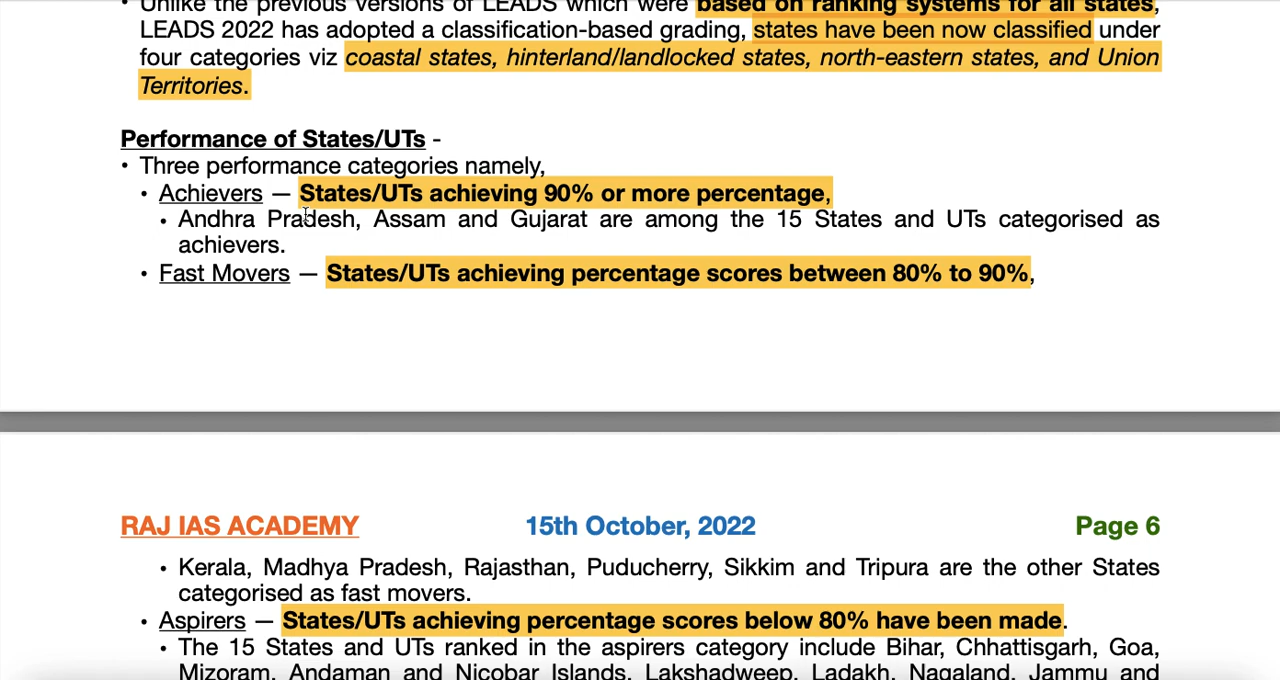 • Unlike the previous versions of LEADS which were based on ranking systems for all states,
LEADS 2022 has adopted a classification-based grading, states have been now classified under
four categories viz coastal states, hinterland/landlocked states, north-eastern states, and Union
Territories.
Performance of States/UTs -
• Three performance categories namely,
• Achievers — States/UTs achieving 90% or more percentage,
• Andhra Pradesh, Assam and Gujarat are among the 15 States and UTs categorised as
achievers.
• Fast Movers — States/UTs achieving percentage scores between 80% to 90%,
RAJ IAS ACADEMY 15th October, 2022 Page 6
• Kerala, Madhya Pradesh, Rajasthan, Puducherry, Sikkim and Tripura are the other States
categorised as fast movers.
• Aspirers — States/UTs achieving percentage scores below 80% have been made.
• The 15 States and UTs ranked in the aspirers category include Bihar, Chhattisgarh, Goa,
Mizoram, Andaman and Nicobar Islands, Lakshadweep, Ladakh, Nagaland, Jammu and